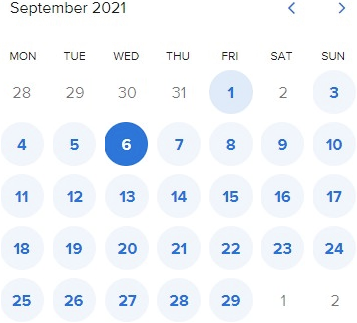 September 2021
MON TUE WED THU FRI SAT SUN
28 29 30 31 1 2 3
4 5 6 7 8 9 10
11 12 13 14 15 16 17
18 19 20 21 22 23 24
25 26 27 28 29 1 2